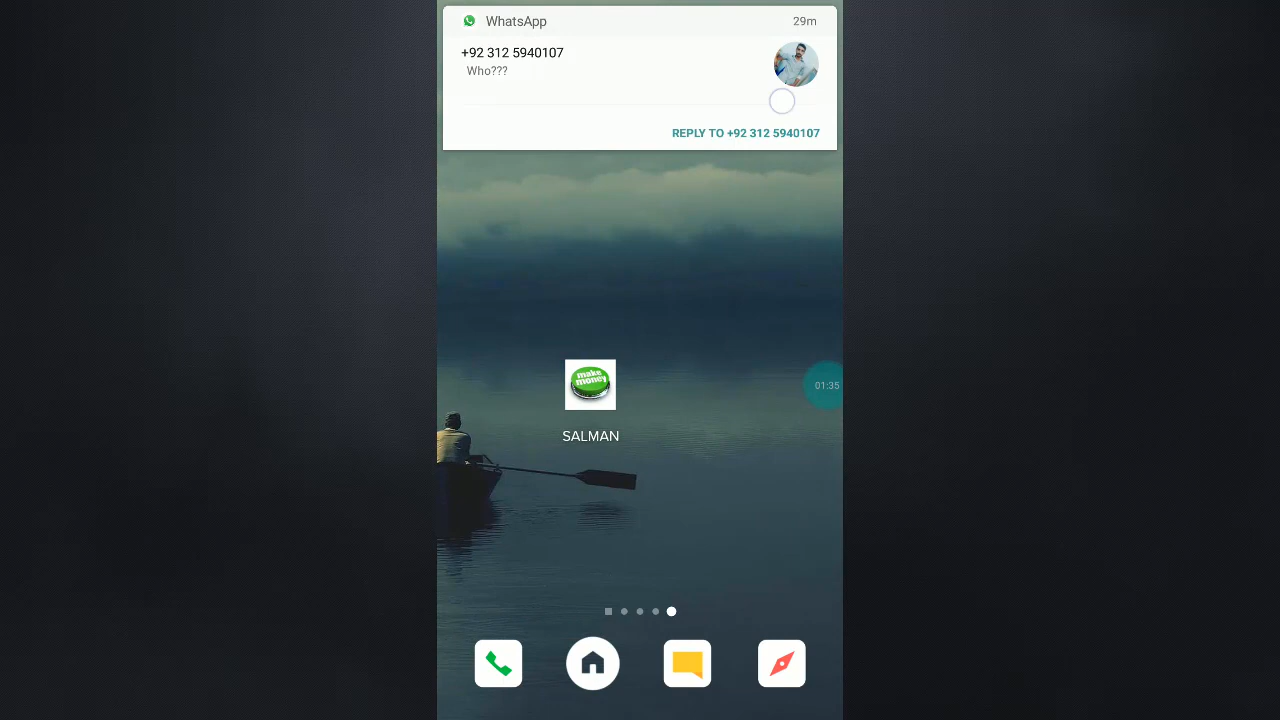 WhatsApp 29m
+92 312 5940107
Who???
REPLY TO +92 312 5940107
make
money
01:35
SALMAN